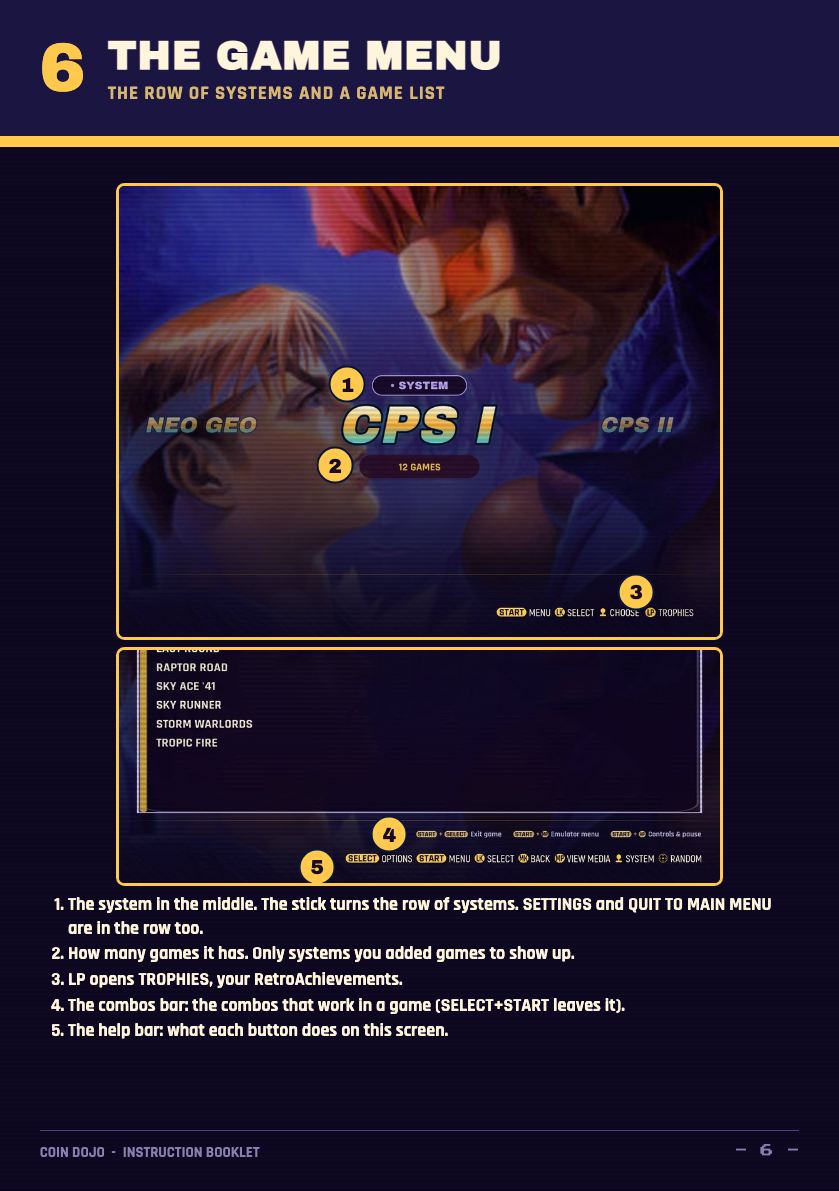 6
THE GAME MENU
THE ROW OF SYSTEMS AND A GAME LIST
1
• SYSTEM
NEO GEO
CPS I
CPS II
2
12 GAMES
3
START MENU LK SELECT CHOOSE LP TROPHIES
RAPTOR ROAD
SKY ACE '41
SKY RUNNER
STORM WARLORDS
TROPIC FIRE
4
START + SELECT Exit game START + Emulator menu START + Controls & pause
5
SELECT OPTIONS START MENU LK SELECT MK BACK MP VIEW MEDIA SYSTEM RANDOM
1. The system in the middle. The stick turns the row of systems. SETTINGS and QUIT TO MAIN MENU
are in the row too.
2. How many games it has. Only systems you added games to show up.
3. LP opens TROPHIES, your RetroAchievements.
4. The combos bar: the combos that work in a game (SELECT+START leaves it).
5. The help bar: what each button does on this screen.
COIN DOJO - INSTRUCTION BOOKLET
– 6 –